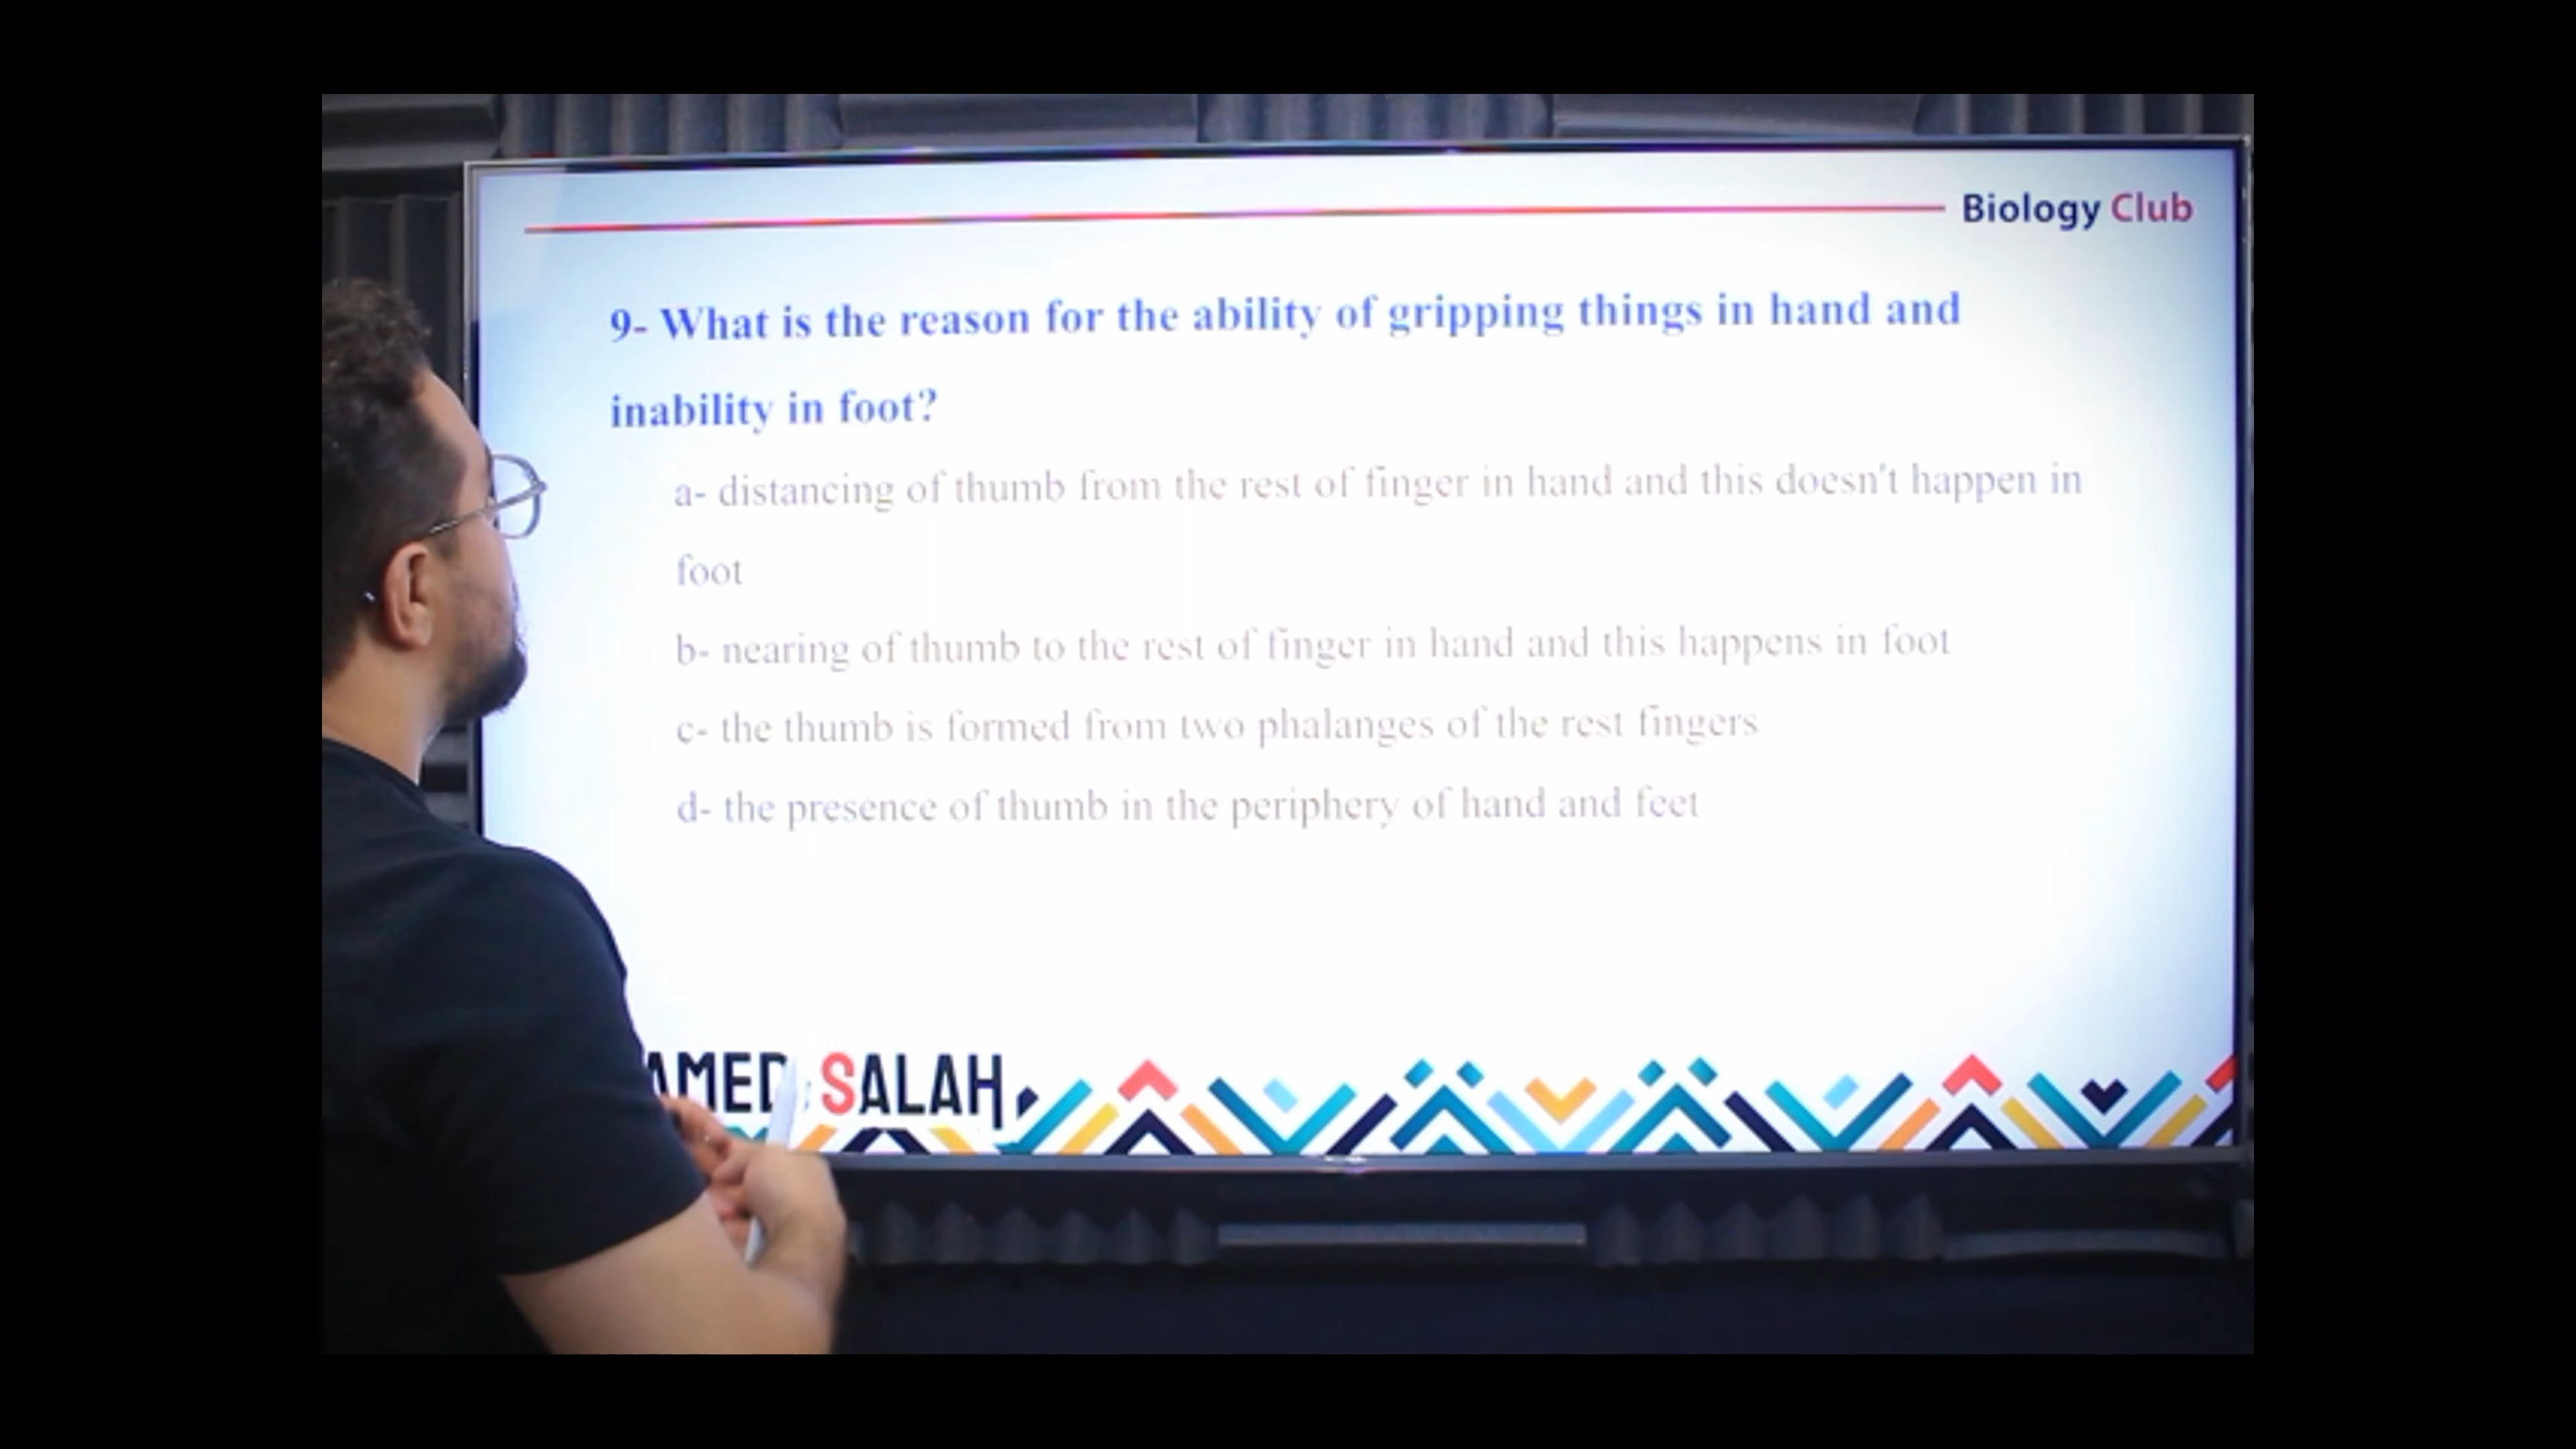 Biology Club
9- What is the reason for the ability of gripping things in hand and
inability in foot?
a- distancing of thumb from the rest of finger in hand and this doesn't happen in
foot
b- nearing of thumb to the rest of finger in hand and this happens in foot
c- the thumb is formed from two phalanges of the rest fingers
d- the presence of thumb in the periphery of hand and feet
AMED SALAH